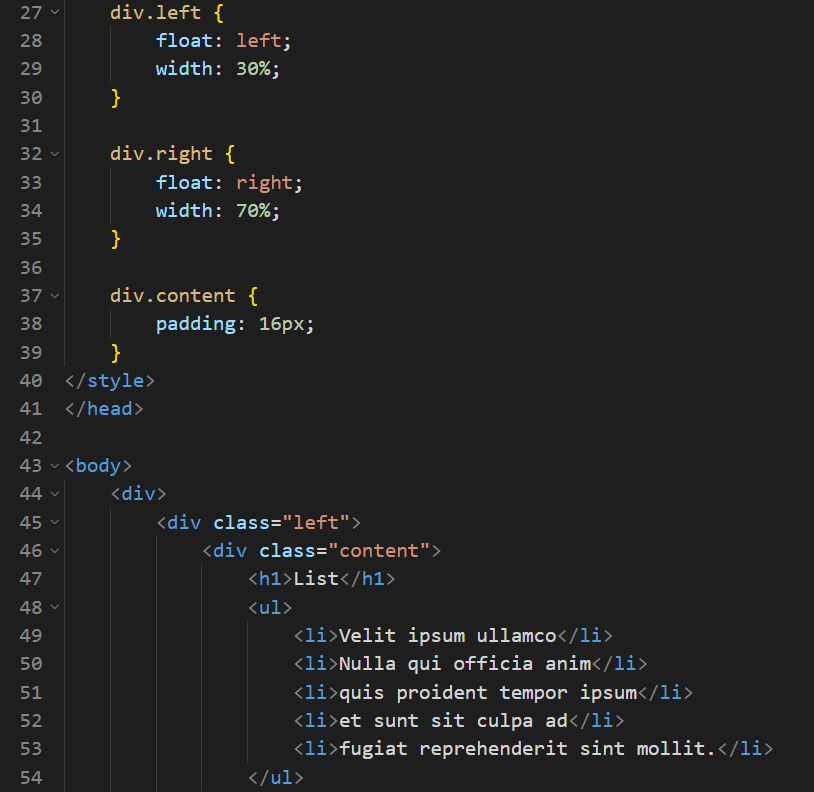 27 div.left {
28 float: left;
29 width: 30%;
30 }
31
32 div.right {
33 float: right;
34 width: 70%;
35 }
36
37 div.content {
38 padding: 16px;
39 }
40 </style>
41 </head>
42
43 <body>
44 <div>
45 <div class="left">
46 <div class="content">
47 <h1>List</h1>
48 <ul>
49 <li>Velit ipsum ullamco</li>
50 <li>Nulla qui officia anim</li>
51 <li>quis proident tempor ipsum</li>
52 <li>et sunt sit culpa ad</li>
53 <li>fugiat reprehenderit sint mollit.</li>
54 </ul>